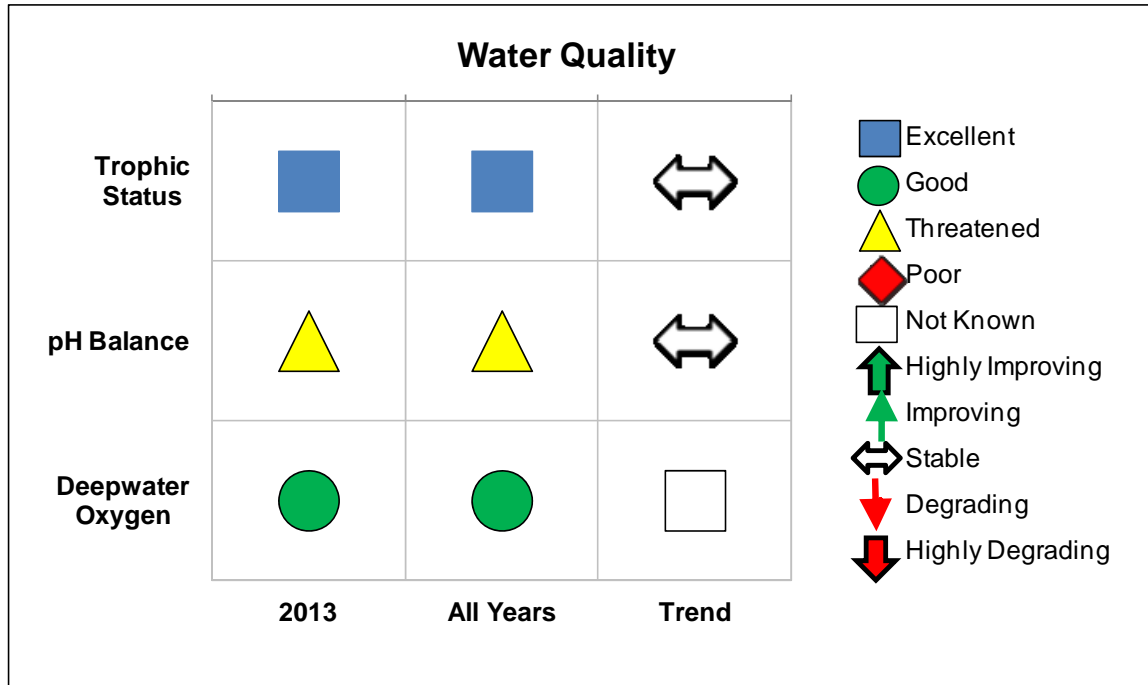 Water Quality
Trophic
Status
pH Balance
Deepwater
Oxygen
2013 All Years Trend
Excellent
Good
Threatened
Poor
Not Known
Highly Improving
Improving
Stable
Degrading
Highly Degrading